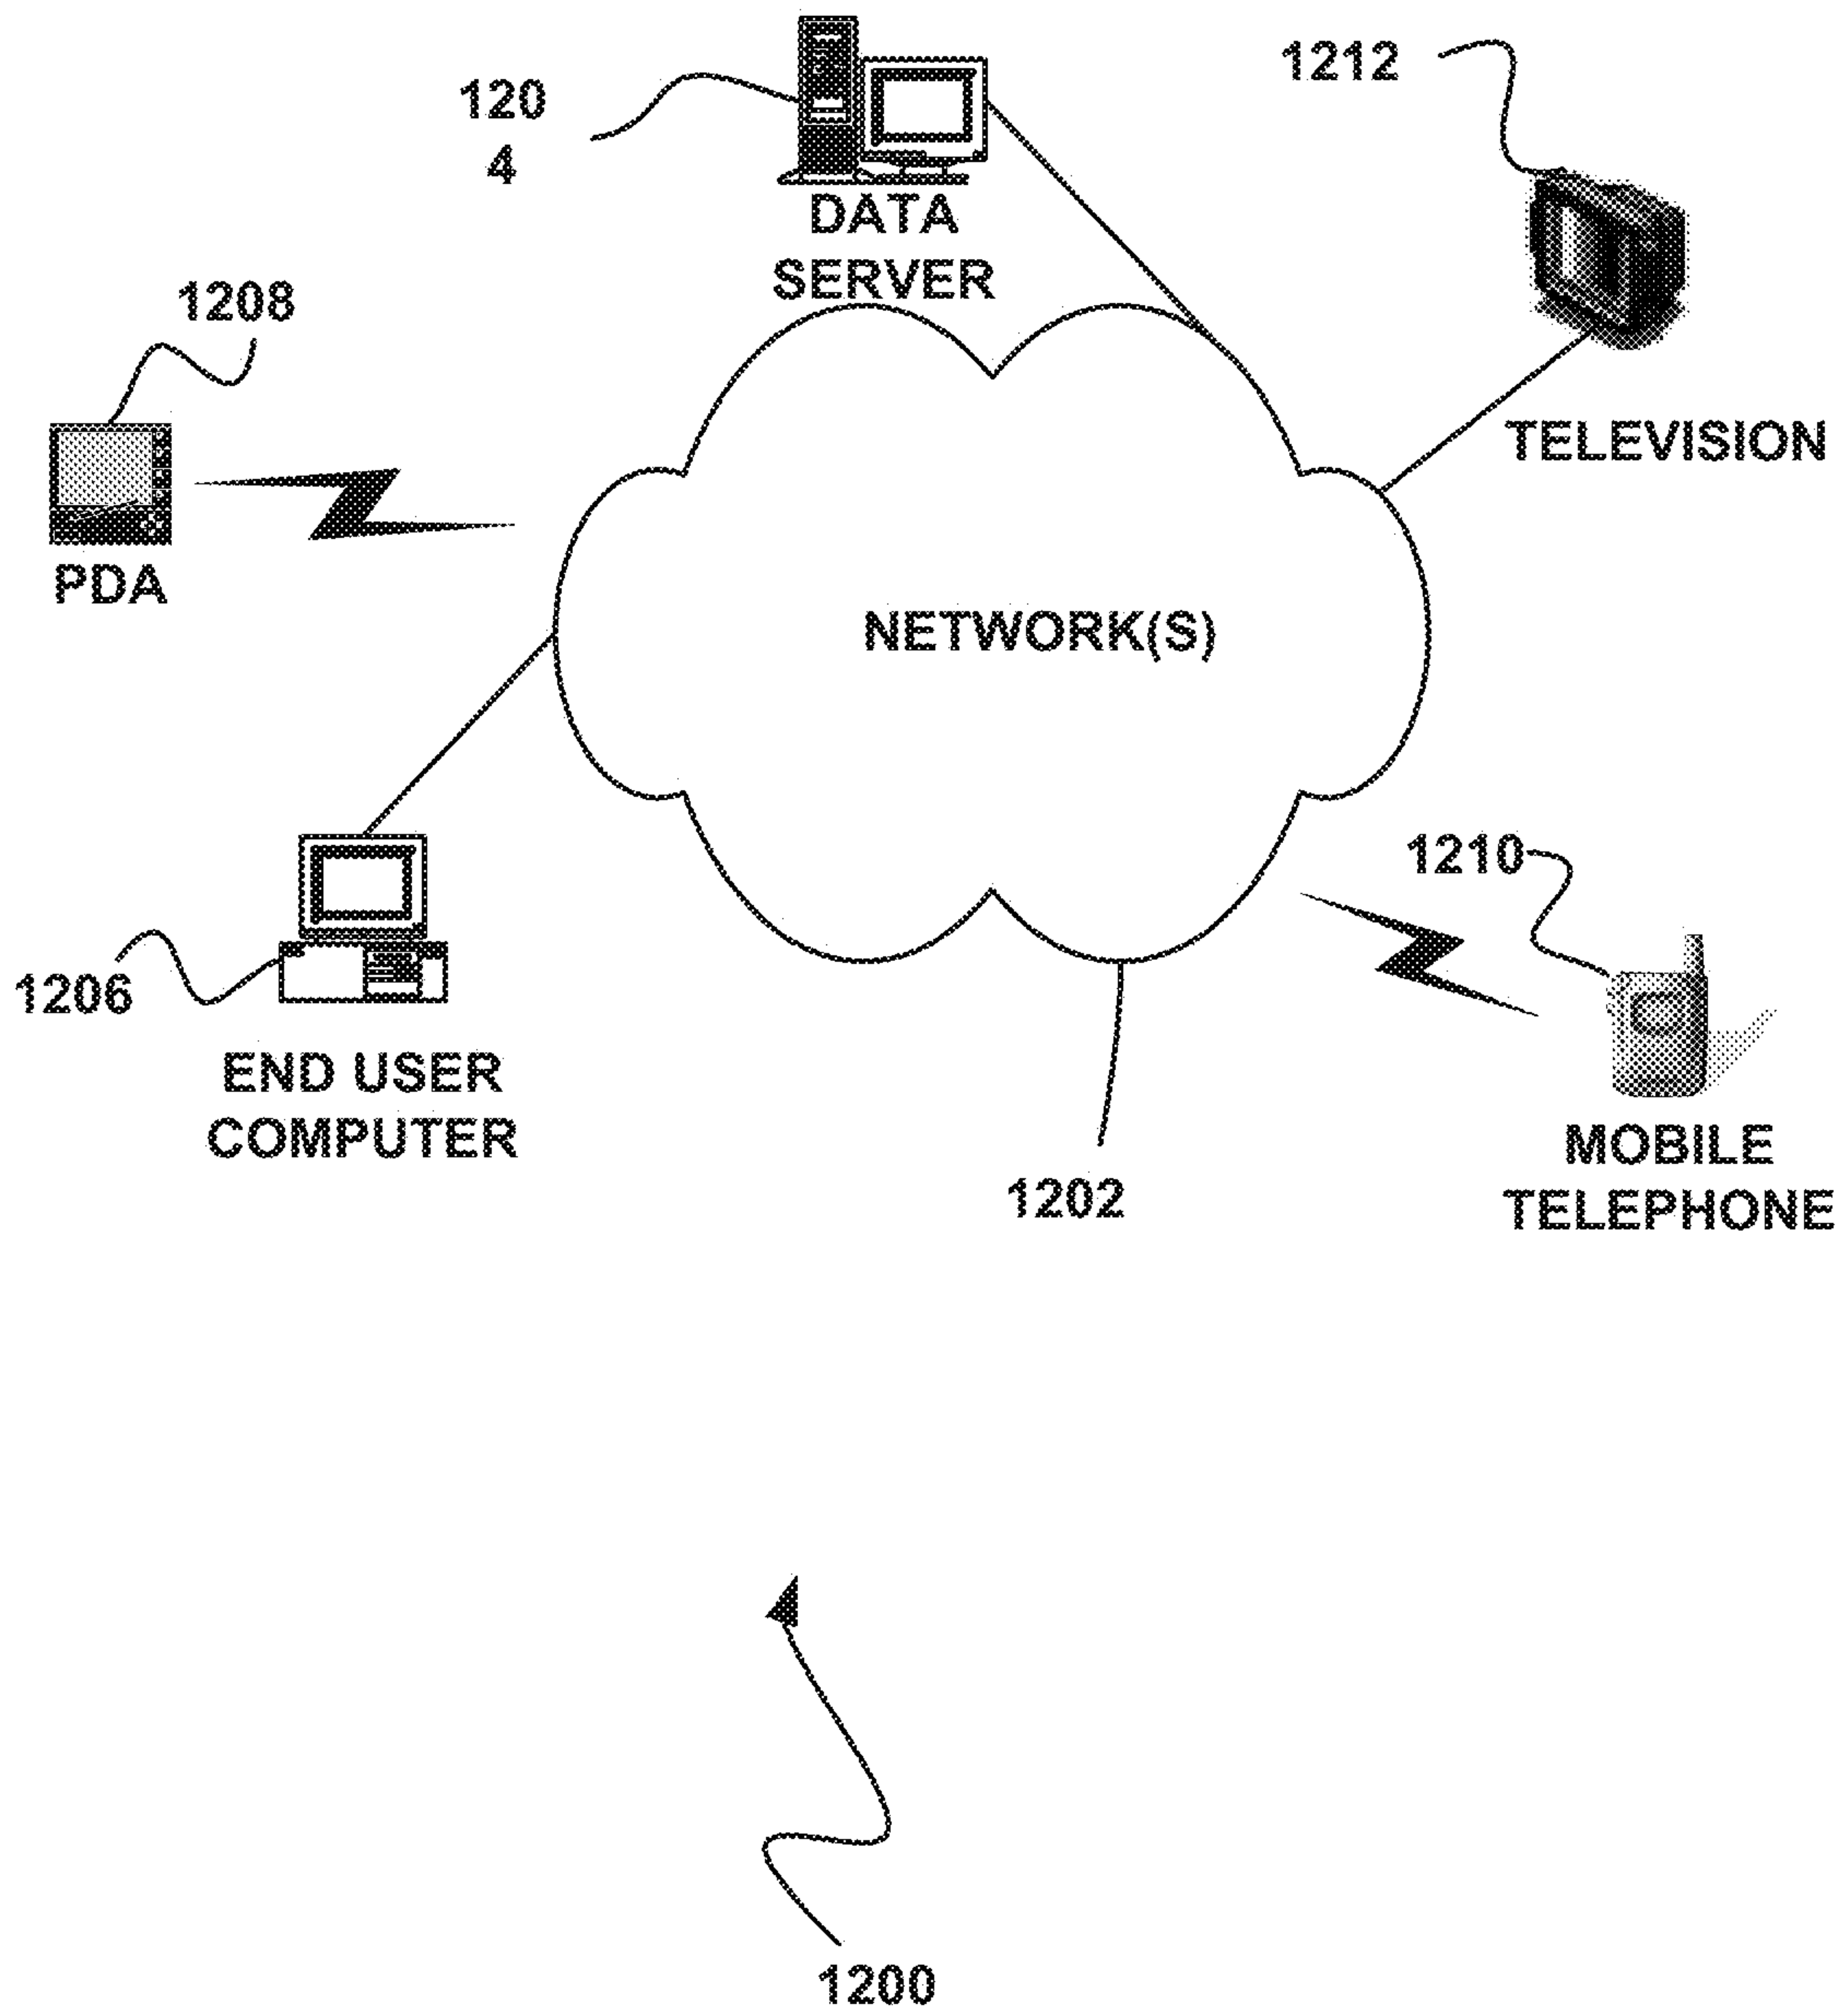 1212
120
4
DATA
SERVER
1208
TELEVISION
PDA
NETWORK(S)
1210
1206
END USER
COMPUTER
MOBILE
TELEPHONE
1202
1200